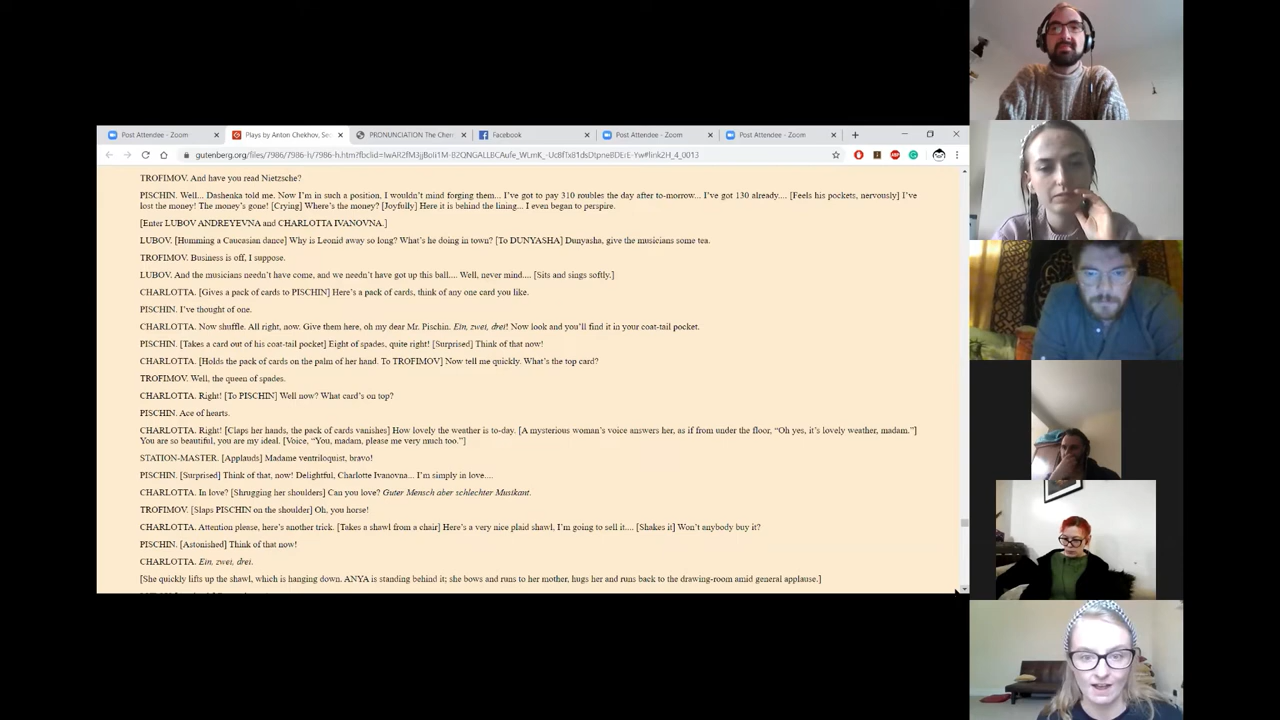 Post Attendee - Zoom
Plays by Anton Chekhov, Sec
PRONUNCIATION The Cherr
Facebook
Post Attendee - Zoom
Post Attendee - Zoom
TROFIMOV. And have you read Nietzsche?
PISCHIN. Well... Dashenka told me. Now I'm in such a position, I wouldn't mind forging them... I've got to pay 310 roubles the day after to-morrow... I've got 130 already.... [Feels his pockets, nervously] I've
lost the money! The money's gone! [Crying] Where's the money? [Joyfully] Here it is behind the lining... I even began to perspire.
[Enter LUBOV ANDREYEVNA and CHARLOTTA IVANOVNA.]
LUBOV. [Humming a Caucasian dance] Why is Leonid away so long? What's he doing in town? [To DUNYASHA] Dunyasha, give the musicians some tea.
TROFIMOV. Business is off, I suppose.
LUBOV. And the musicians needn't have come, and we needn't have got up this ball.... Well, never mind.... [Sits and sings softly.]
CHARLOTTA. [Gives a pack of cards to PISCHIN] Here's a pack of cards, think of any one card you like.
PISCHIN. I've thought of one.
CHARLOTTA. Now shuffle. All right, now. Give them here, oh my dear Mr. Pischin. Ein, zwei, drei! Now look and you'll find it in your coat-tail pocket.
PISCHIN. [Takes a card out of his coat-tail pocket] Eight of spades, quite right! [Surprised] Think of that now!
CHARLOTTA. [Holds the pack of cards on the palm of her hand. To TROFIMOV] Now tell me quickly. What's the top card?
TROFIMOV. Well, the queen of spades.
CHARLOTTA. Right! [To PISCHIN] Well now? What card's on top?
PISCHIN. Ace of hearts.
CHARLOTTA. Right! [Claps her hands, the pack of cards vanishes] How lovely the weather is to-day. [A mysterious woman's voice answers her, as if from under the floor, "Oh yes, it's lovely weather, madam."]
You are so beautiful, you are my ideal. [Voice, "You, madam, please me very much too."]
STATION-MASTER. [Applauds] Madame ventriloquist, bravo!
PISCHIN. [Surprised] Think of that, now! Delightful, Charlotte Ivanovna... I'm simply in love....
CHARLOTTA. In love? [Shrugging her shoulders] Can you love? Guter Mensch aber schlechter Musikant.
TROFIMOV. [Slaps PISCHIN on the shoulder] Oh, you horse!
CHARLOTTA. Attention please, here's another trick. [Takes a shawl from a chair] Here's a very nice plaid shawl, I'm going to sell it.... [Shakes it] Won't anybody buy it?
PISCHIN. [Astonished] Think of that now!
CHARLOTTA. Ein, zwei, drei.
[She quickly lifts up the shawl, which is hanging down. ANYA is standing behind it; she bows and runs to her mother, hugs her and runs back to the drawing-room amid general applause.]